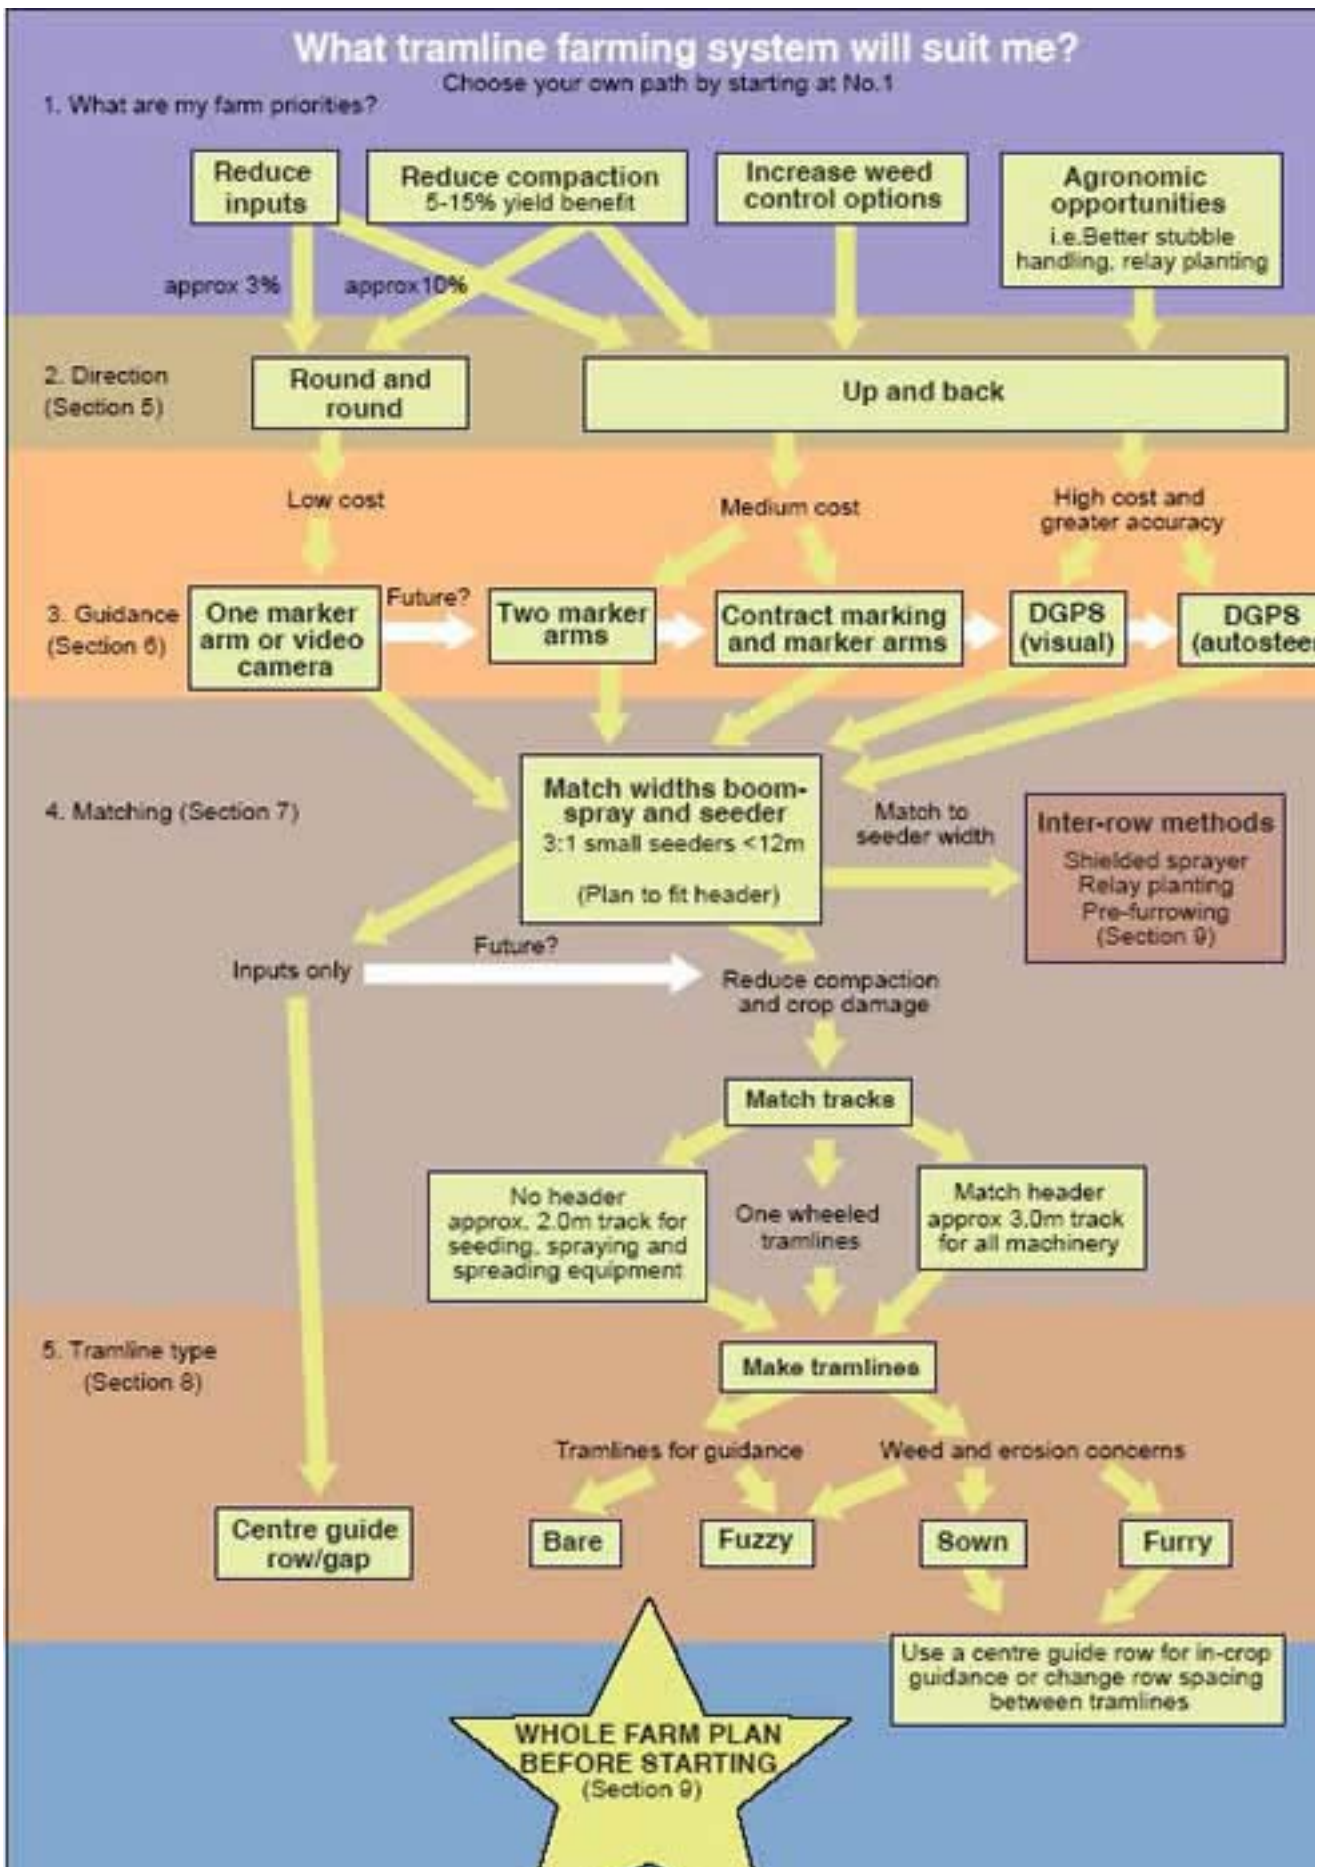 What tramline farming system will suit me?
Choose your own path by starting at No.1
1. What are my farm priorities?
Reduce
inputs
Reduce compaction
5-15% yield benefit
Increase weed
control options
Agronomic
opportunities
i.e.Better stubble
handling, relay planting
approx 3%
approx10%
2. Direction
(Section 5)
Round and
round
Up and back
Low cost
Medium cost
High cost and
greater accuracy
3. Guidance
(Section 6)
One marker
arm or video
camera
Future?
Two marker
arms
Contract marking
and marker arms
DGPS
(visual)
DGPS
(autostee
4. Matching (Section 7)
Match widths boom-
spray and seeder
3:1 small seeders <12m
(Plan to fit header)
Match to
seeder width
Inter-row methods
Shielded sprayer
Relay planting
Pre-furrowing
(Section 9)
Inputs only
Future?
Reduce compaction
and crop damage
Match tracks
No header
approx. 2.0m track for
seeding, spraying and
spreading equipment
One wheeled
tramlines
Match header
approx 3.0m track
for all machinery
5. Tramline type
(Section 8)
Make tramlines
Tramlines for guidance
Weed and erosion concerns
Centre guide
row/gap
Bare
Fuzzy
Sown
Furry
Use a centre guide row for in-crop
guidance or change row spacing
between tramlines
WHOLE FARM PLAN
BEFORE STARTING
(Section 9)